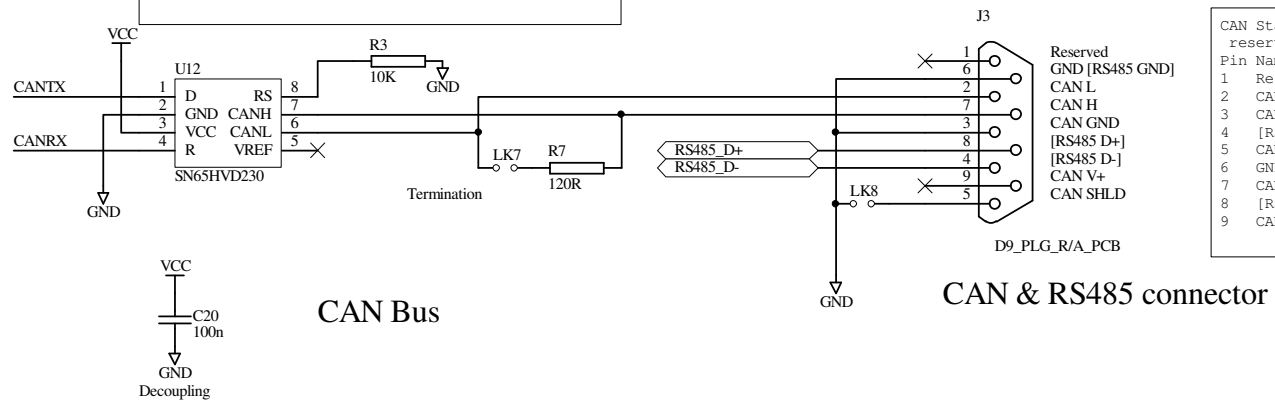 VCC
U12
R3
10K
GND
CANTX
CANRX
1 D
2 GND
3 VCC
4 R
RS 8
CANH 7
CANL 6
VREF 5
SN65HVD230
GND
LK7
R7
120R
Termination
RS485_D+
RS485_D-
LK8
GND
J3
1 Reserved
6 GND [RS485 GND]
2 CAN L
7 CAN H
3 CAN GND
8 [RS485 D+]
4 [RS485 D-]
9 CAN V+
5 CAN SHLD
D9_PLG_R/A_PCB
CAN & RS485 connector
VCC
C20
100n
GND
Decoupling
CAN Bus
CAN
reser
Pin
1 Re
2 CA
3 CA
4 [R
5 CA
6 GN
7 CA
8 [R
9 CA